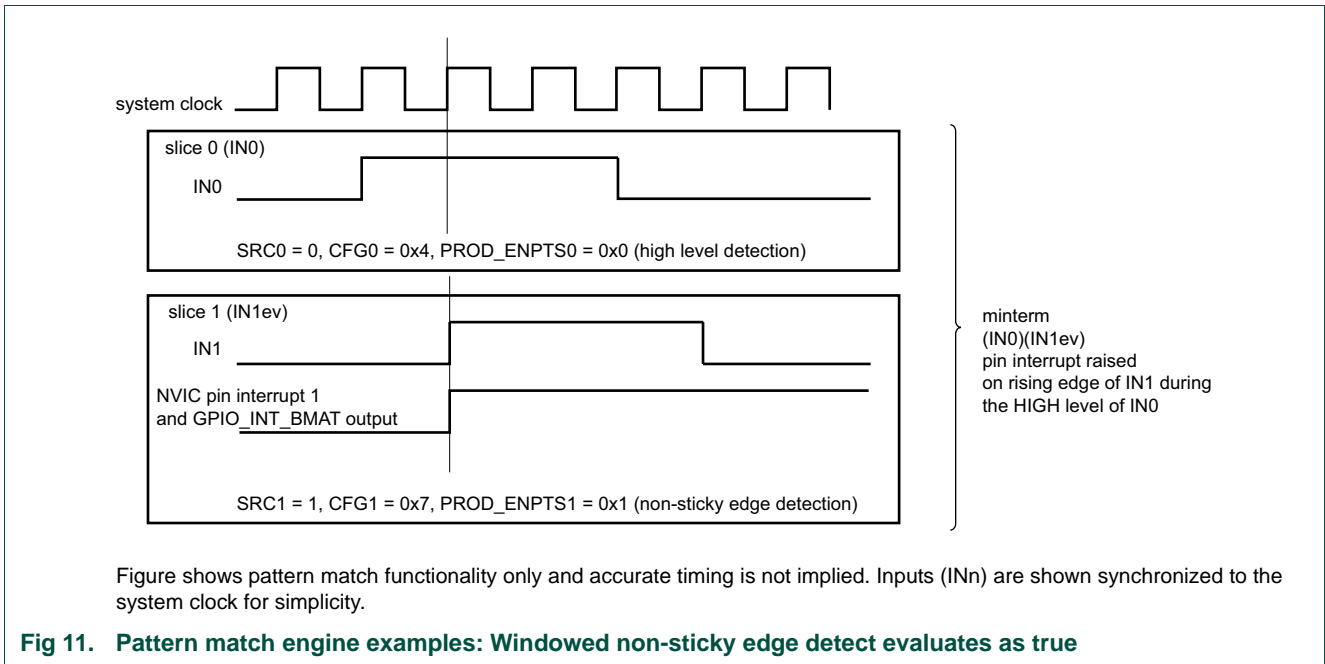 system clock
slice 0 (IN0)
IN0
SRC0 = 0, CFG0 = 0x4, PROD_ENPTS0 = 0x0 (high level detection)
slice 1 (IN1ev)
IN1
NVIC pin interrupt 1
and GPIO_INT_BMAT output
SRC1 = 1, CFG1 = 0x7, PROD_ENPTS1 = 0x1 (non-sticky edge detection)
minterm
(IN0)(IN1ev)
pin interrupt raised
on rising edge of IN1 during
the HIGH level of IN0
Figure shows pattern match functionality only and accurate timing is not implied. Inputs (INn) are shown synchronized to the
system clock for simplicity.
Fig 11. Pattern match engine examples: Windowed non-sticky edge detect evaluates as true